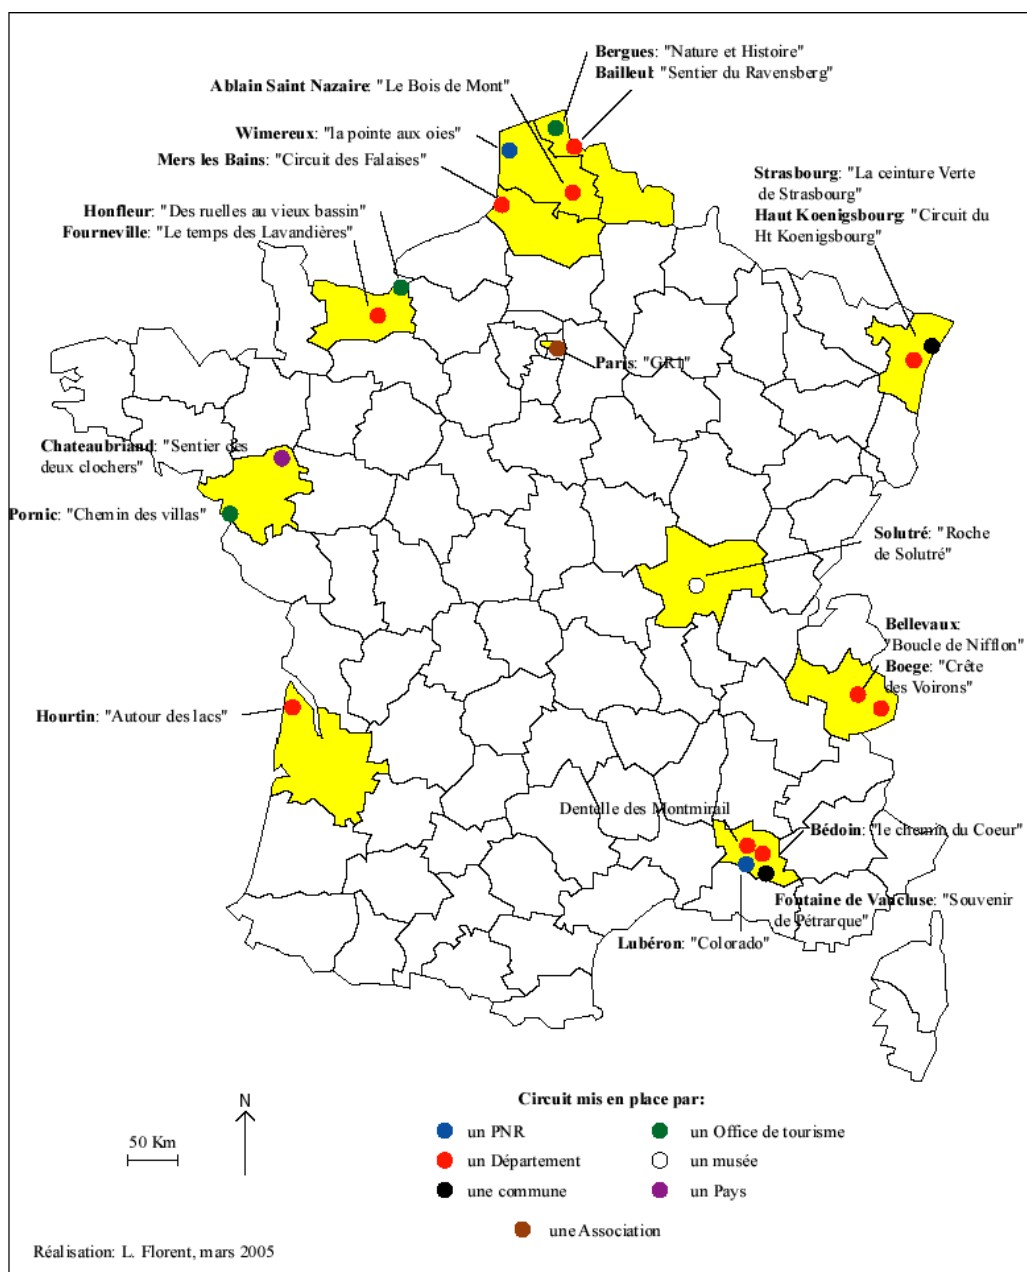 Bergues: "Nature et Histoire"
Bailleul: "Sentier du Ravensberg"
Ablain Saint Nazaire: "Le Bois de Mont"
Wimereux: "la pointe aux oies"
Mers les Bains: "Circuit des Falaises"
Strasbourg: "La ceinture Verte
de Strasbourg"
Haut Koenigsbourg: "Circuit du
Ht Koenigsbourg"
Honfleur: "Des ruelles au vieux bassin"
Fourneville: "Le temps des Lavandières"
Paris: "GR1"
Chateaubriand: "Sentier des
deux clochers"
Pornic: "Chemin des villas"
Solutré: "Roche
de Solutré"
Bellevaux:
"Boucle de Nifflon"
Boege: "Crête
des Voirons"
Hourtin: "Autour des lacs"
Dentelle des Montmirail
Bédoin: "le chemin du Coeur"
Fontaine de Vaucluse: "Souvenir
de Pétrarque"
Lubéron: "Colorado"
N
50 Km
Circuit mis en place par:
un PNR
un Office de tourisme
un Département
un musée
une commune
un Pays
une Association
Réalisation: L. Florent, mars 2005